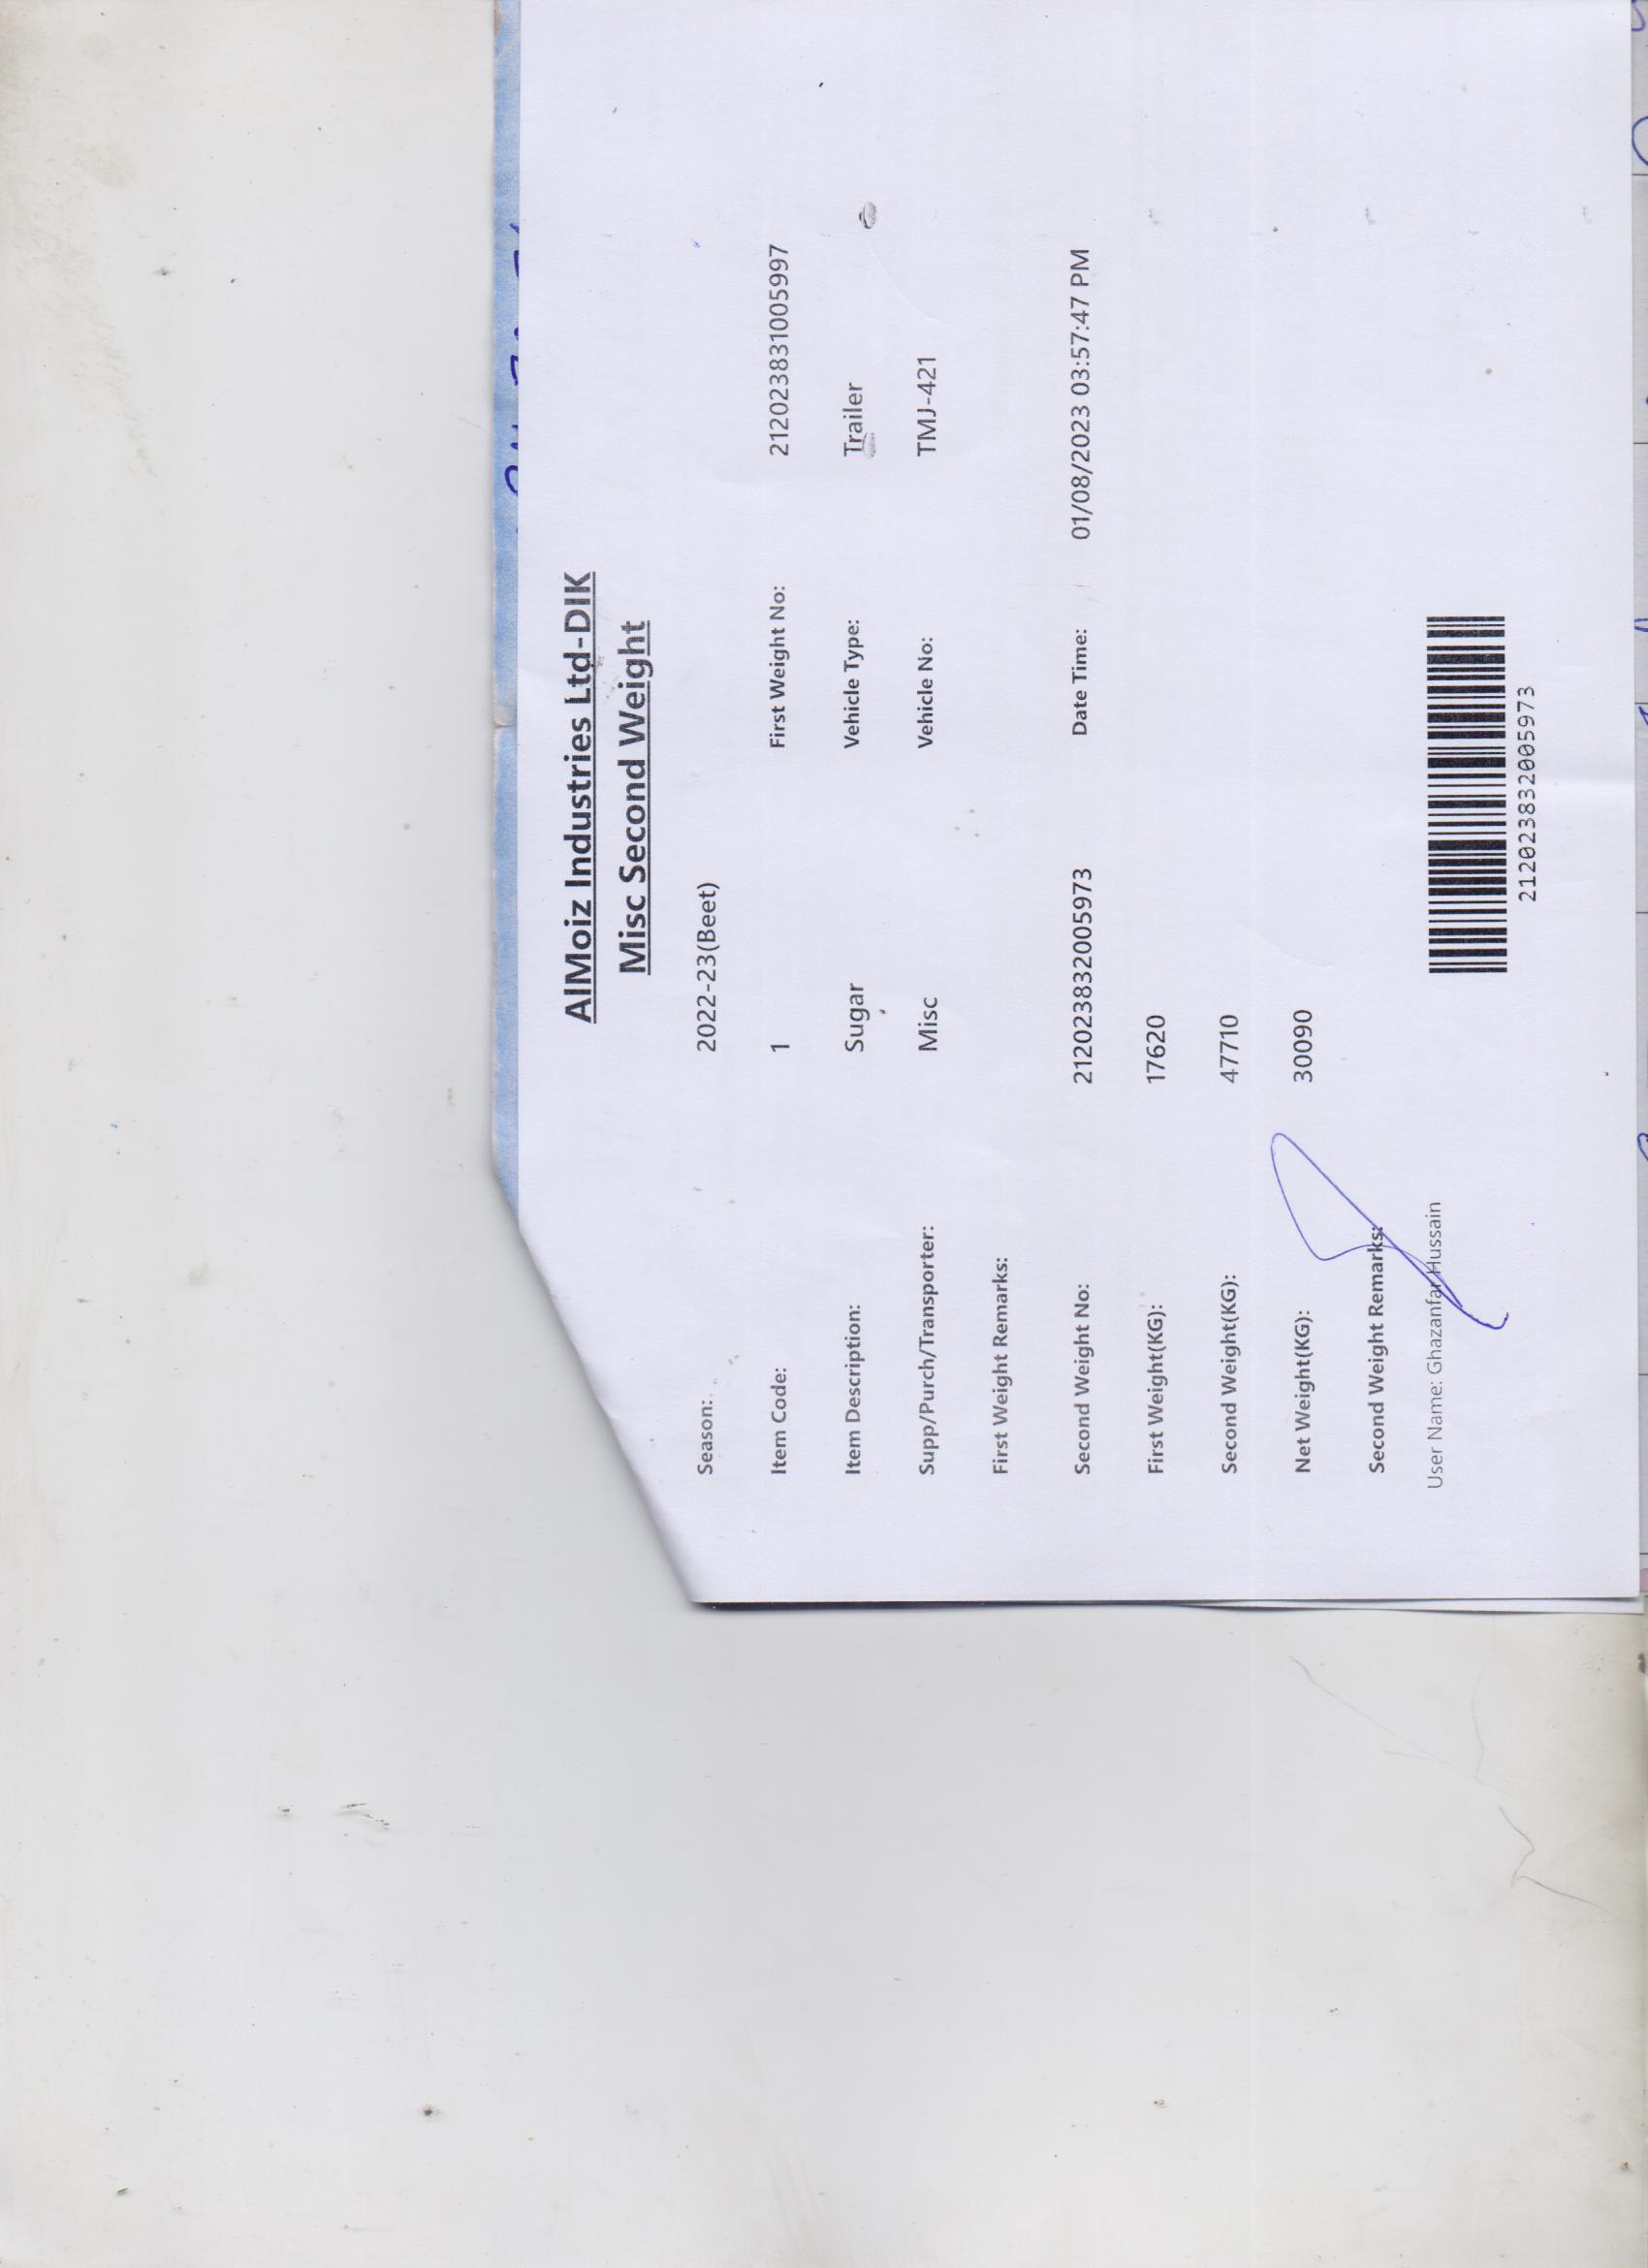 AlMoiz Industries Ltd-DIK
Misc Second Weight
Season: 2022-23(Beet)
Item Code: 1 First Weight No: 212023831005997
Item Description: Sugar Vehicle Type: Trailer
Supp/Purch/Transporter: Misc Vehicle No: TMJ-421
First Weight Remarks:
Second Weight No: 212023832005973 Date Time: 01/08/2023 03:57:47 PM
First Weight(KG): 17620
Second Weight(KG): 47710
Net Weight(KG): 30090
Second Weight Remarks:
User Name: Ghazanfar Hussain
212023832005973